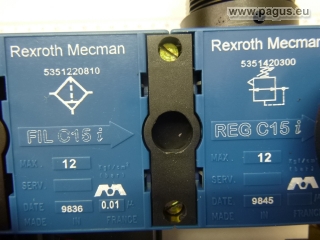 www.pagus.eu
Rexroth Mecman
5351220810
FIL C15 i
MAX. 12
SERV.
DATE 9836 0.01 µ
MADE IN FRANCE
Rexroth Mecman
5351420300
REG C15 i
MAX. 12
SERV.
DATE 9845
MADE IN FRANCE